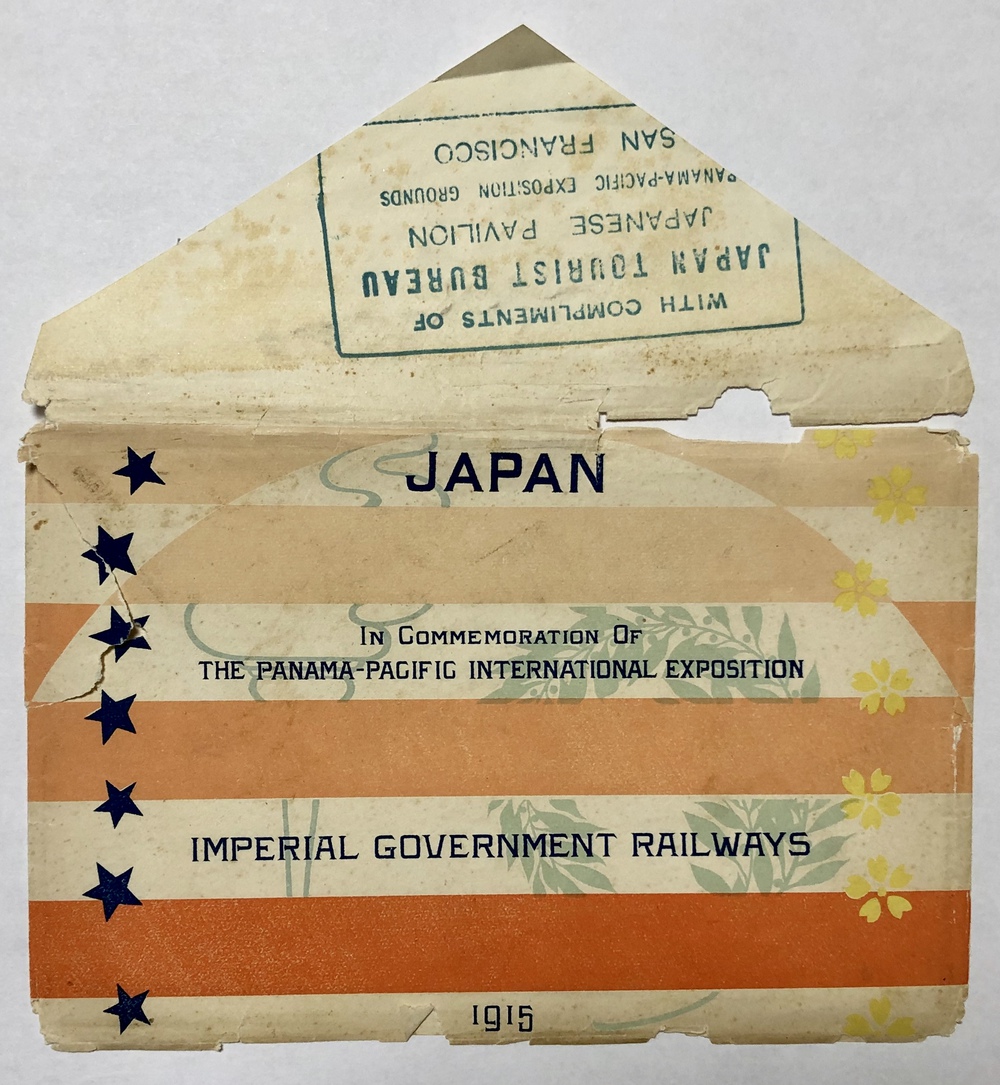 WITH COMPLIMENTS OF
JAPAN TOURIST BUREAU
JAPANESE PAVILION
PANAMA-PACIFIC EXPOSITION GROUNDS
SAN FRANCISCO
JAPAN
IN COMMEMORATION OF
THE PANAMA-PACIFIC INTERNATIONAL EXPOSITION
IMPERIAL GOVERNMENT RAILWAYS
1915